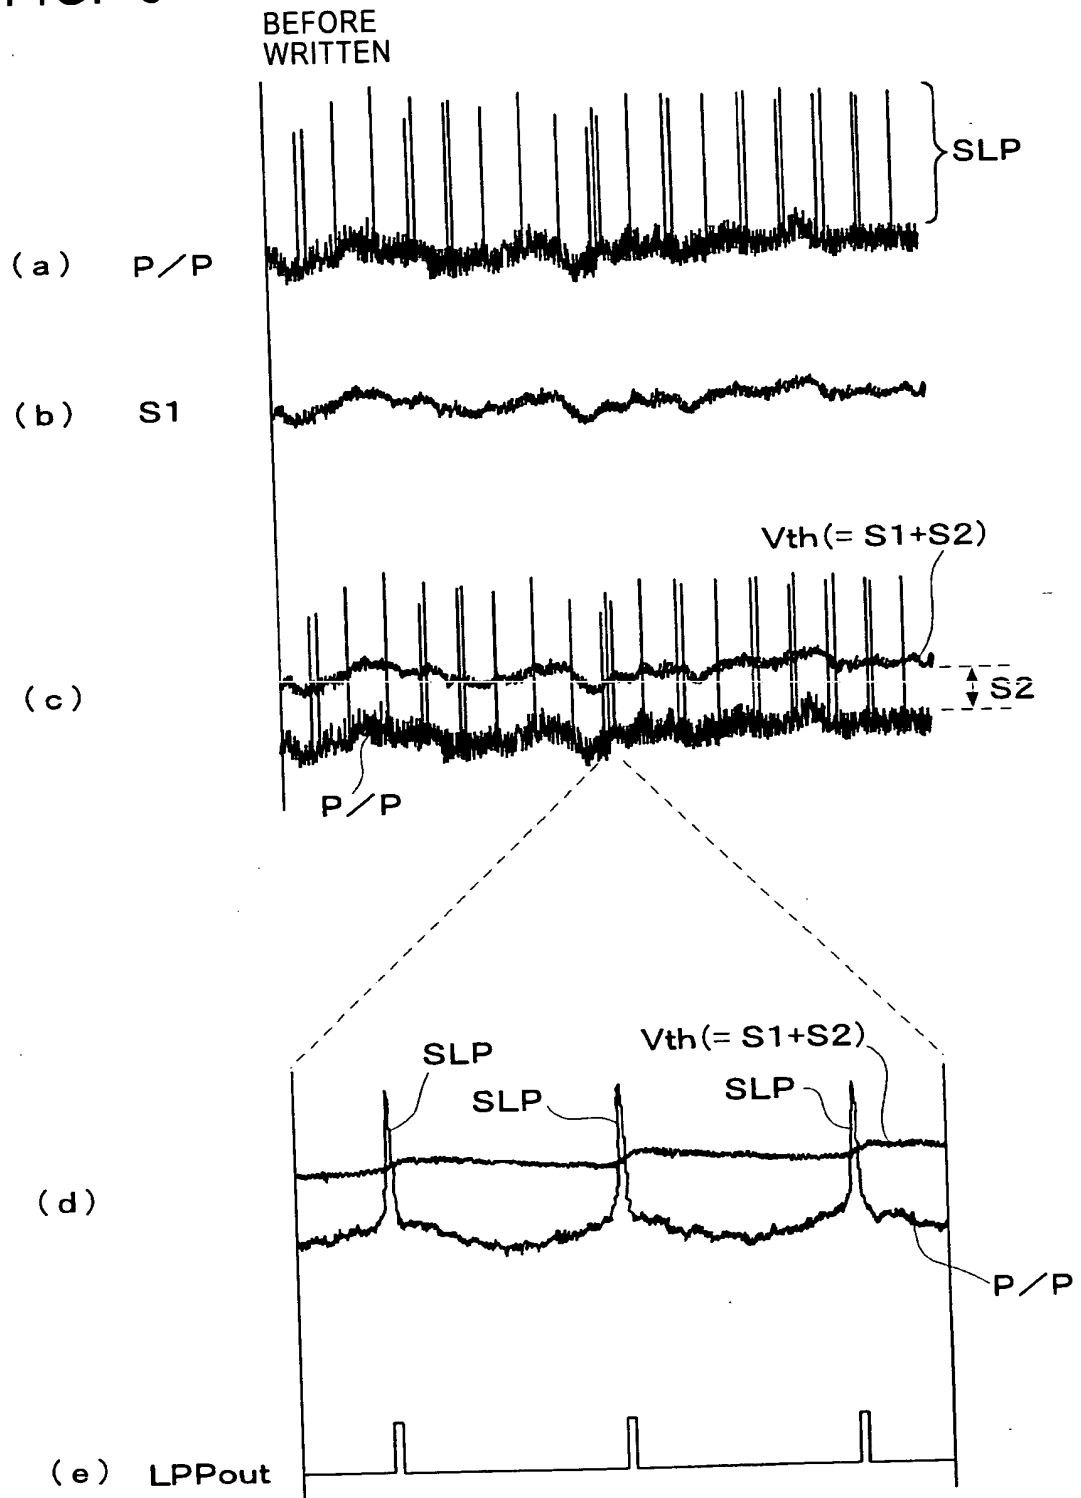 BEFORE
WRITTEN
SLP
(a) P/P
(b) S1
Vth(= S1+S2)
(c)
S2
P/P
Vth(= S1+S2)
SLP
SLP
SLP
(d)
P/P
(e) LPPout